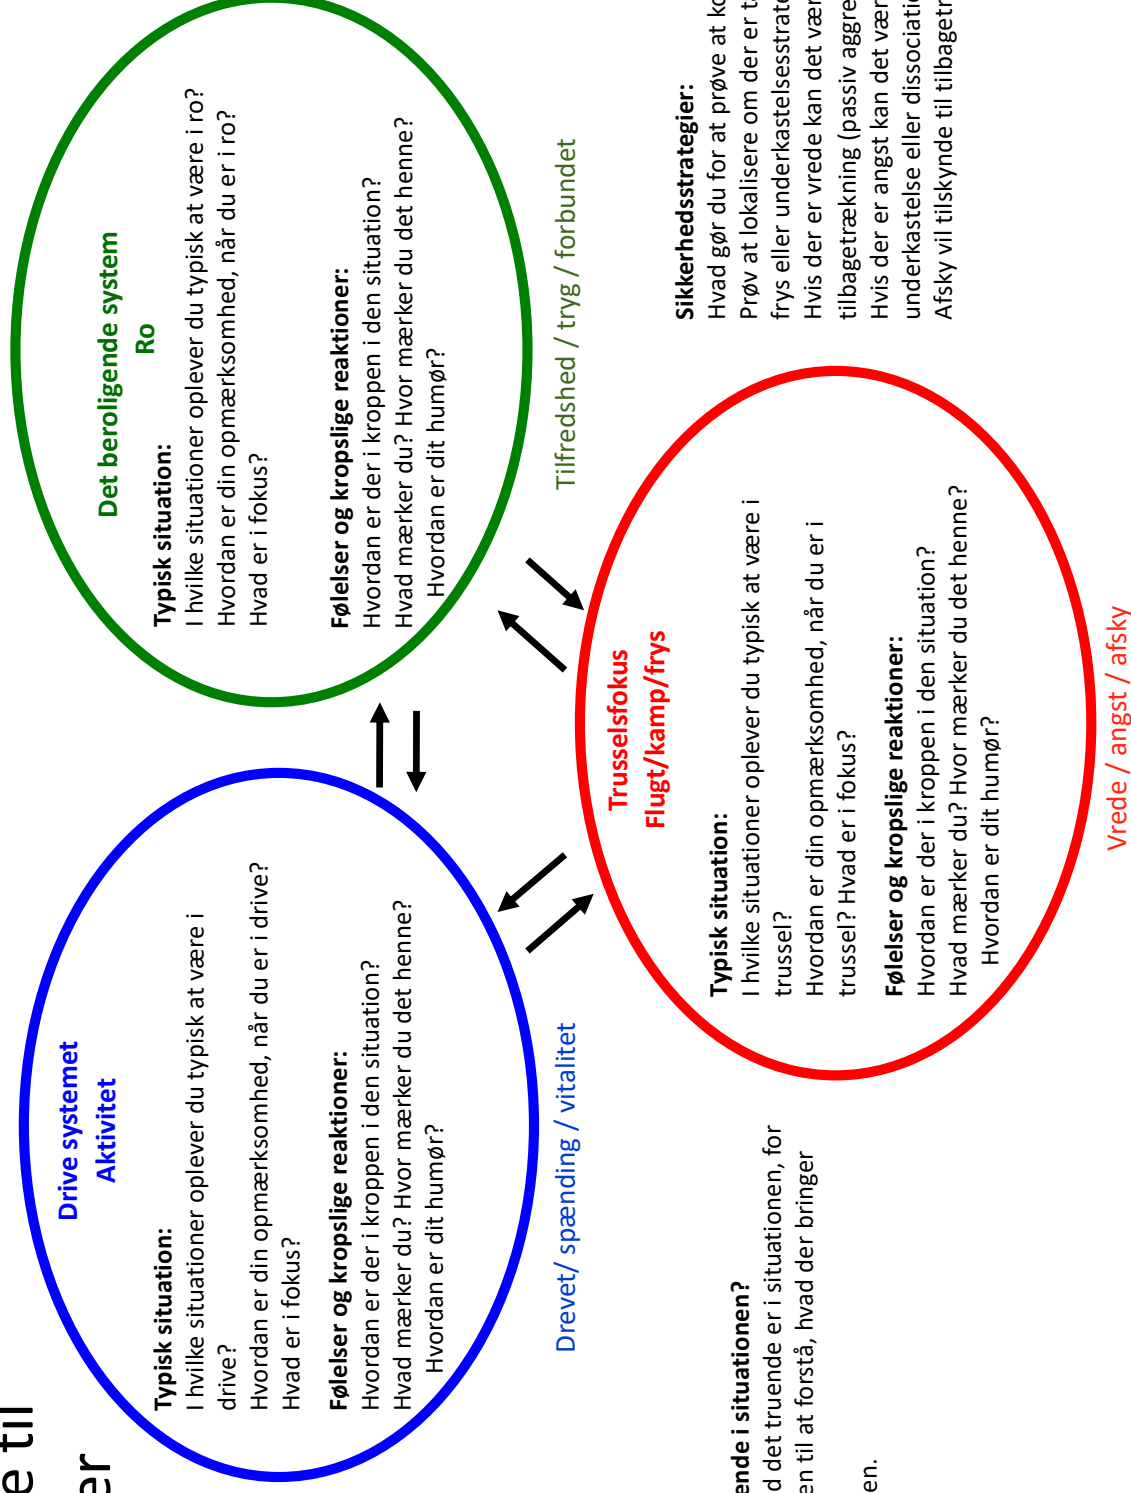 e til
er
Drive systemet
Aktivitet
Typisk situation:
I hvilke situationer oplever du typisk at være i
drive?
Hvordan er din opmærksomhed, når du er i drive?
Hvad er i fokus?
Følelser og kropslige reaktioner:
Hvordan er der i kroppen i den situation?
Hvad mærker du? Hvor mærker du det henne?
Hvordan er dit humør?
Drevet/ spænding / vitalitet
Det beroligende system
Ro
Typisk situation:
I hvilke situationer oplever du typisk at være i ro?
Hvordan er din opmærksomhed, når du er i ro?
Hvad er i fokus?
Følelser og kropslige reaktioner:
Hvordan er der i kroppen i den situation?
Hvad mærker du? Hvor mærker du det henne?
Hvordan er dit humør?
Tilfredshed / tryg / forbundet
ende i situationen?
d det truende er i situationen, for
en til at forstå, hvad der bringer
en.
Trusselsfokus
Flugt/kamp/frys
Typisk situation:
I hvilke situationer oplever du typisk at være i
trussel?
Hvordan er din opmærksomhed, når du er i
trussel? Hvad er i fokus?
Følelser og kropslige reaktioner:
Hvordan er der i kroppen i den situation?
Hvad mærker du? Hvor mærker du det henne?
Hvordan er dit humør?
Vrede / angst / afsky
Sikkerhedsstrategier:
Hvad gør du for at prøve at ko
Prøv at lokalisere om der er ta
frys eller underkastelsesstrate
Hvis der er vrede kan det vær
tilbagetrækning (passiv aggre
Hvis der er angst kan det vær
underkastelse eller dissociatio
Afsky vil tilskynde til tilbagetr